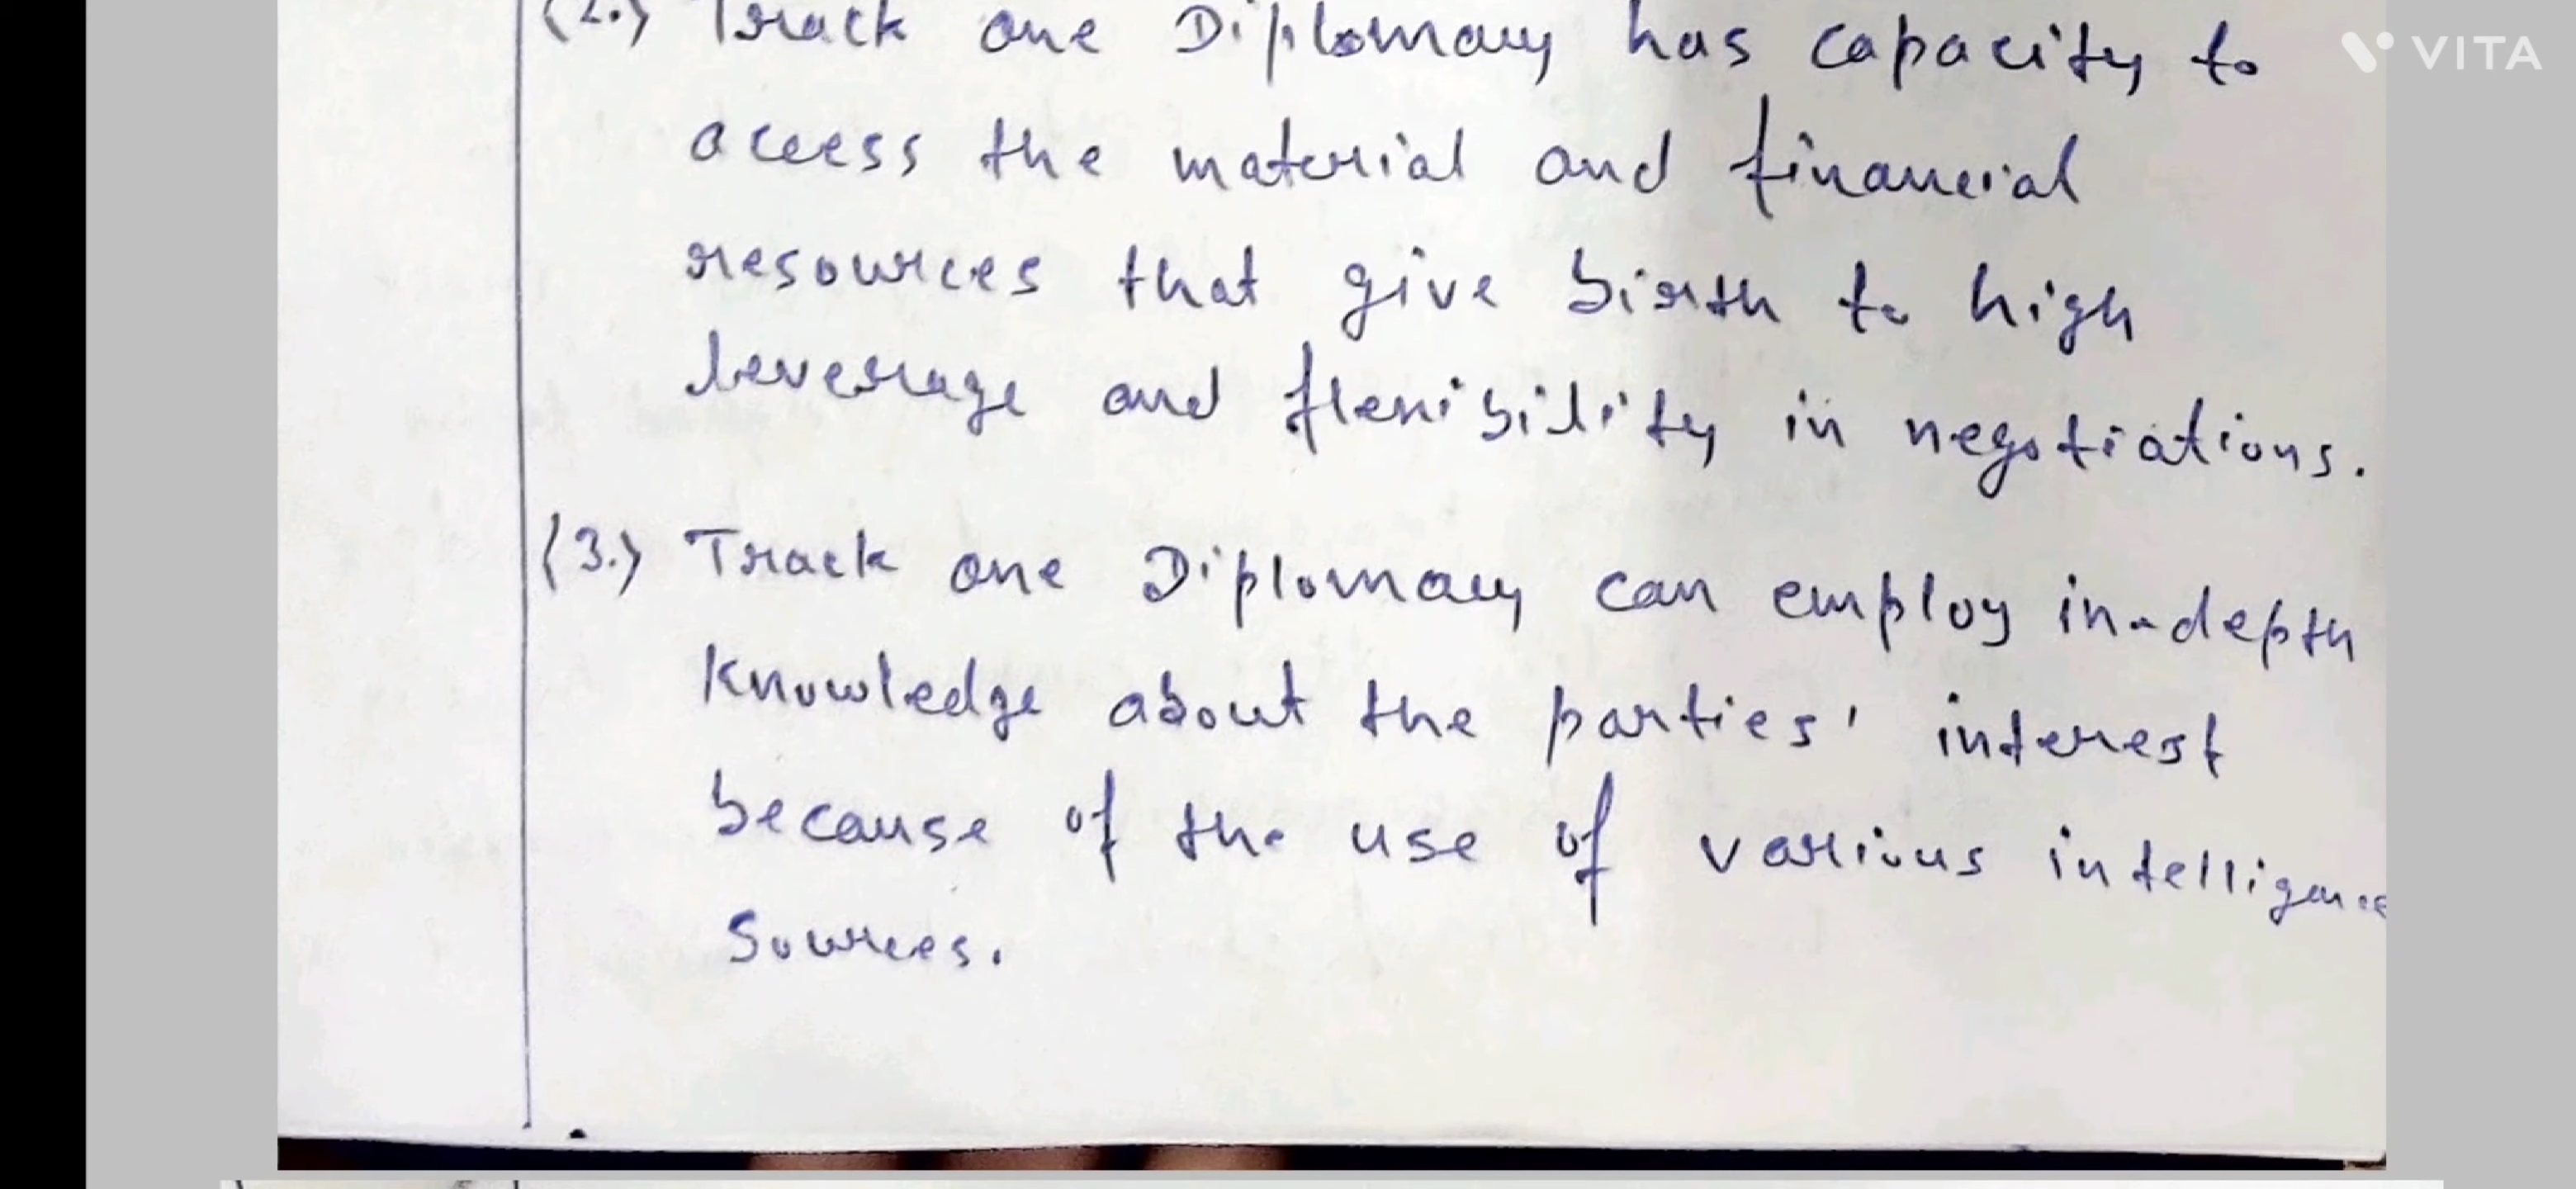 (2.) Track one Diplomacy has capacity to
VITA
access the material and financial
resources that give birth to high
leverage and flexibility in negotiations.
(3.) Track one Diplomacy can employ in-depth
knowledge about the parties' interest
because of the use of various intelligence
sources.